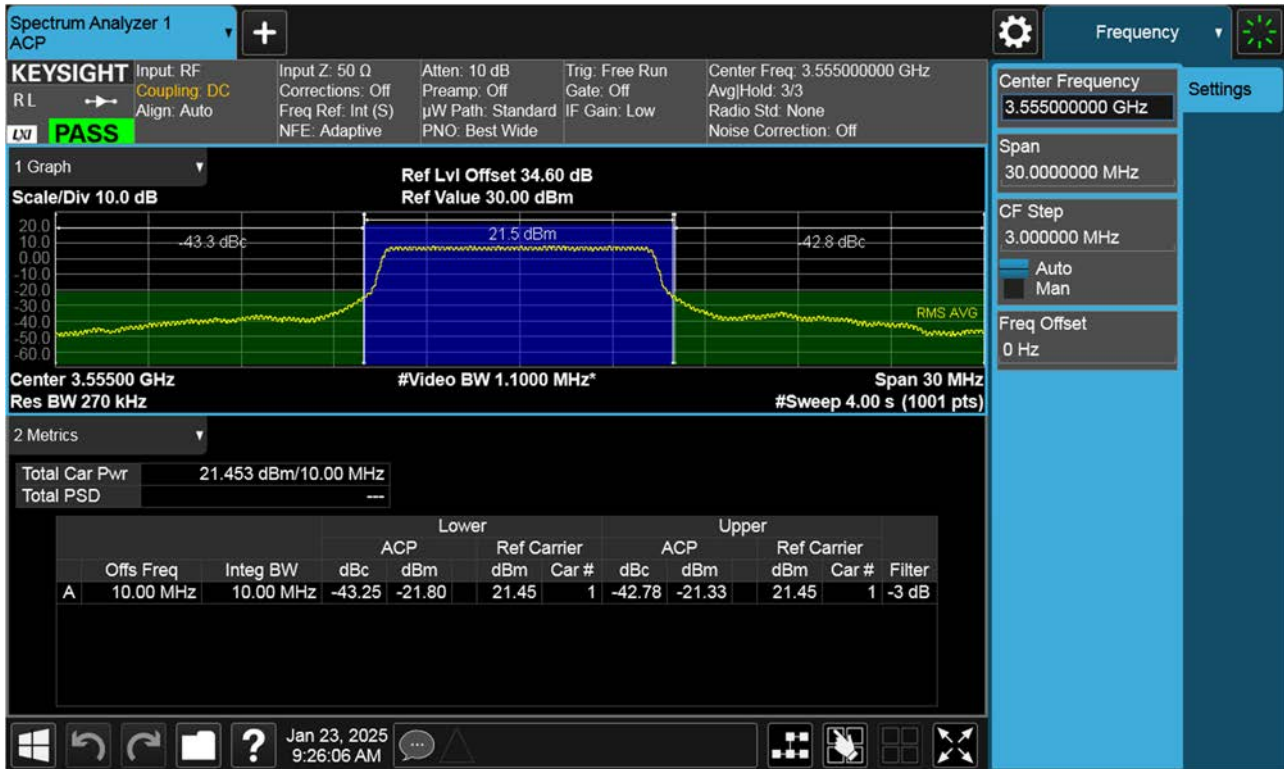 Spectrum Analyzer 1
ACP
+
Frequency
KEYSIGHT
RL
LXI
PASS
Input: RF
Coupling: DC
Align: Auto
Input Z: 50 Ω
Corrections: Off
Freq Ref: Int (S)
NFE: Adaptive
Atten: 10 dB
Preamp: Off
µW Path: Standard
PNO: Best Wide
Trig: Free Run
Gate: Off
IF Gain: Low
Center Freq: 3.555000000 GHz
Avg|Hold: 3/3
Radio Std: None
Noise Correction: Off
Center Frequency
3.555000000 GHz
Settings
Span
30.0000000 MHz
CF Step
3.000000 MHz
Auto
Man
Freq Offset
0 Hz
1 Graph
Scale/Div 10.0 dB
Ref Lvl Offset 34.60 dB
Ref Value 30.00 dBm
20.0
10.0
0.00
-10.0
-20.0
-30.0
-40.0
-50.0
-60.0
-43.3 dBc
21.5 dBm
-42.8 dBc
RMS AVG
Center 3.55500 GHz
#Video BW 1.1000 MHz*
Span 30 MHz
Res BW 270 kHz
#Sweep 4.00 s (1001 pts)
2 Metrics
Total Car Pwr 21.453 dBm/10.00 MHz
Total PSD ---
Lower Upper
ACP Ref Carrier ACP Ref Carrier
Offs Freq Integ BW dBc dBm dBm Car # dBc dBm dBm Car # Filter
A 10.00 MHz 10.00 MHz -43.25 -21.80 21.45 1 -42.78 -21.33 21.45 1 -3 dB
?
Jan 23, 2025
9:26:06 AM